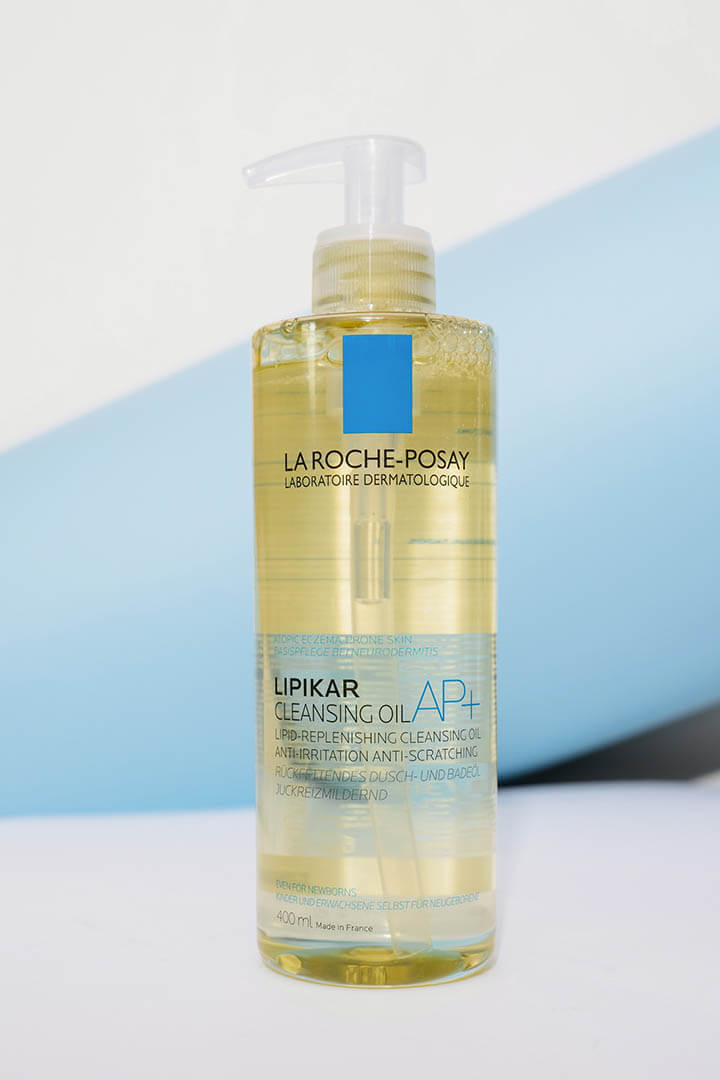 LA ROCHE-POSAY
LABORATOIRE DERMATOLOGIQUE
ATOPIC ECZEMA-PRONE SKIN
BASISPFLEGE BEI NEURODERMITIS
LIPIKAR
CLEANSING OIL AP+
LIPID-REPLENISHING CLEANSING OIL
ANTI-IRRITATION ANTI-SCRATCHING
RÜCKFETTENDES DUSCH- UND BADEÖL
JUCKREIZMILDERND
EVEN FOR NEWBORNS
KINDER UND ERWACHSENE SELBST FÜR NEUGEBORENE
400 ml Made in France